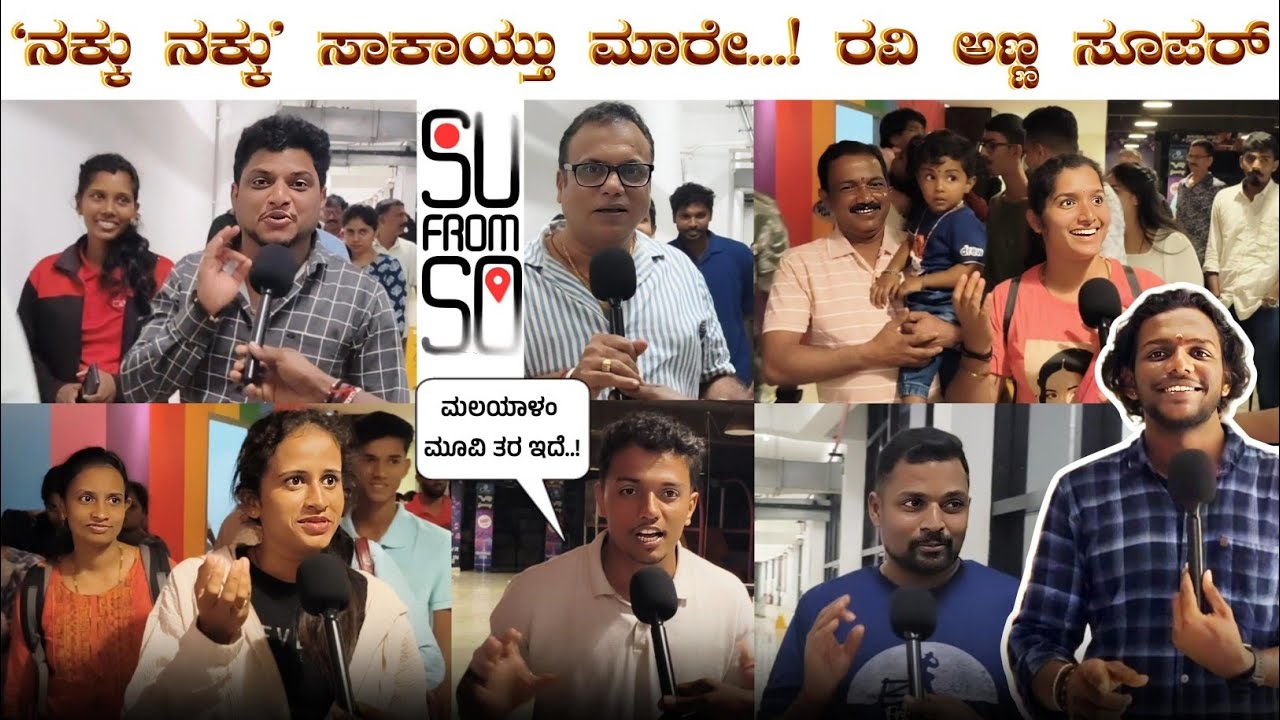 'ನಕ್ಕು ನಕ್ಕು' ಸಾಕಾಯ್ತು ಮಾರೇ...! ರವಿ ಅಣ್ಣ ಸೂಪರ್
SU
FROM
SO
ಮಲಯಾಳಂ
ಮೂವಿ ತರ ಇದೆ..!